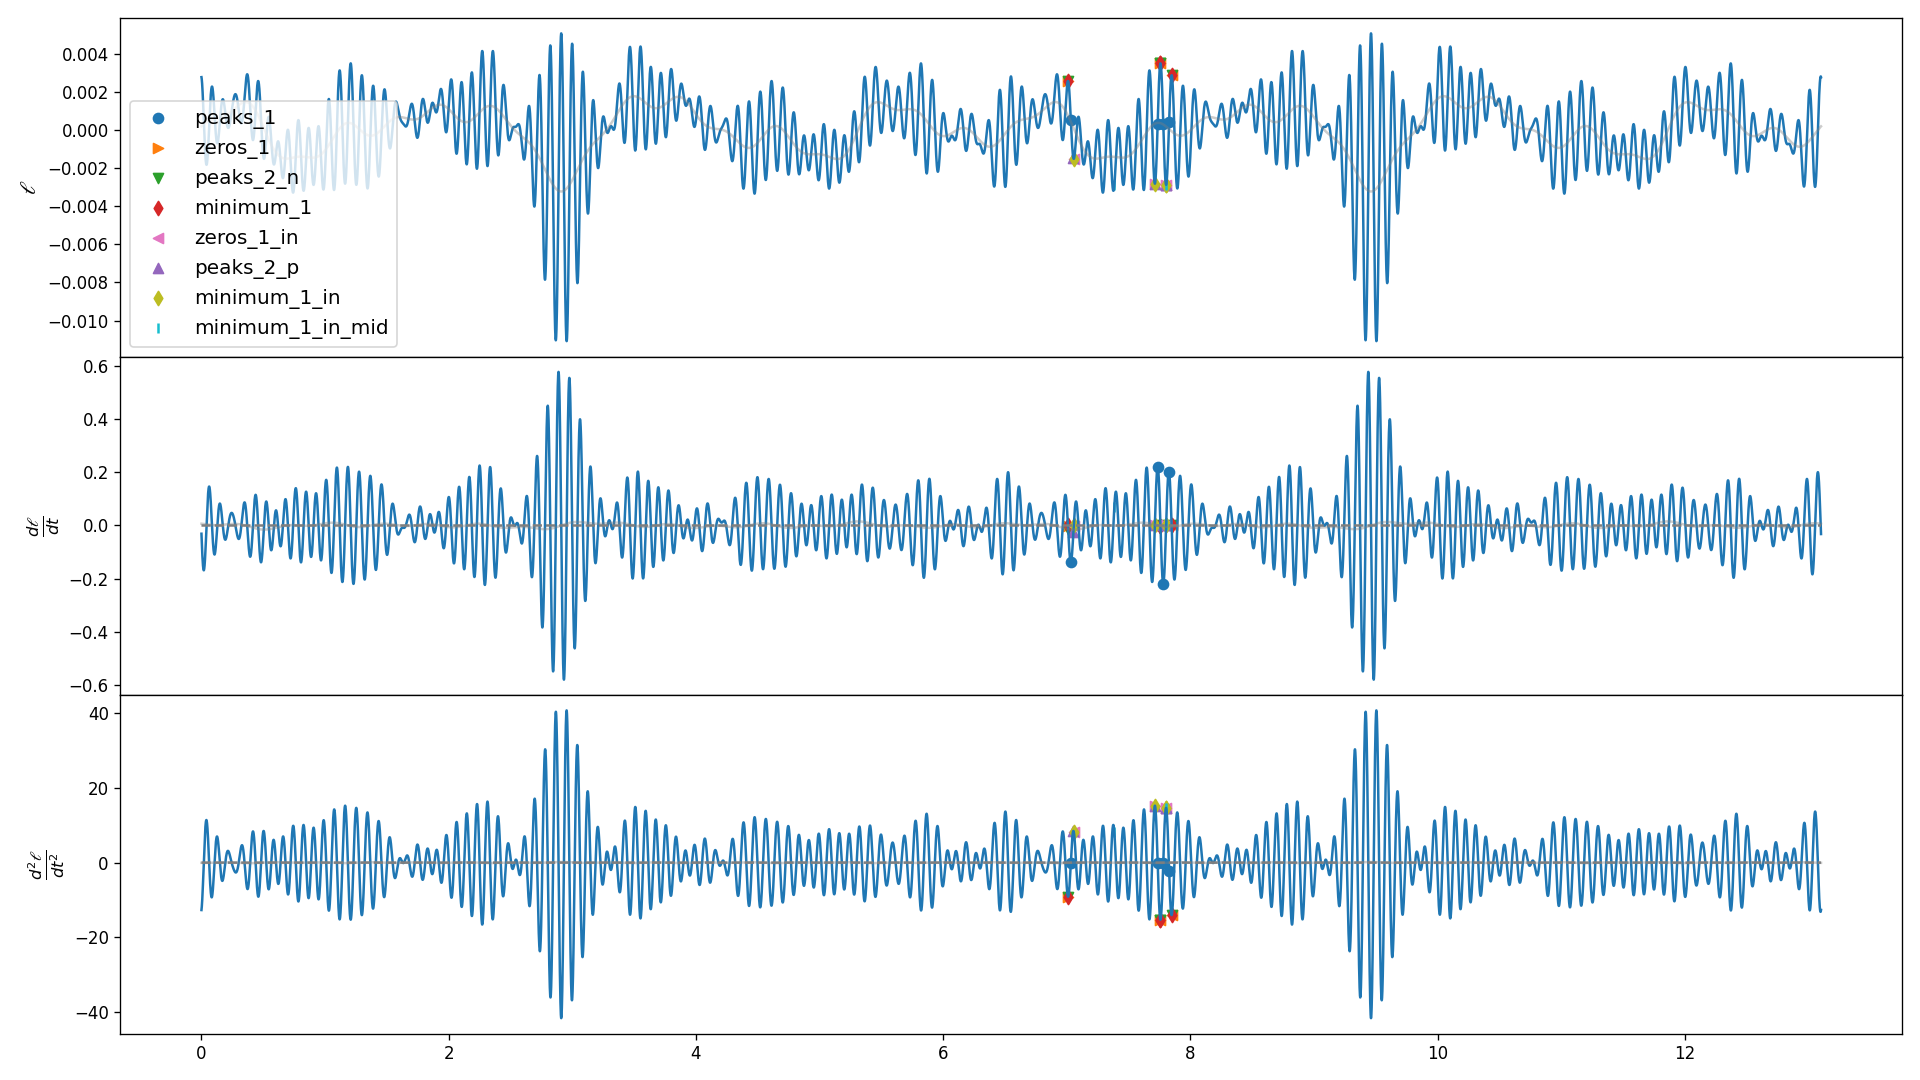 0.004
0.002
0.000
−0.002
−0.004
−0.006
−0.008
−0.010
ℓ
peaks_1
zeros_1
peaks_2_n
minimum_1
zeros_1_in
peaks_2_p
minimum_1_in
minimum_1_in_mid
0.6
0.4
0.2
0.0
−0.2
−0.4
−0.6
dℓ/dt
40
20
0
−20
−40
d²ℓ/dt²
0 2 4 6 8 10 12